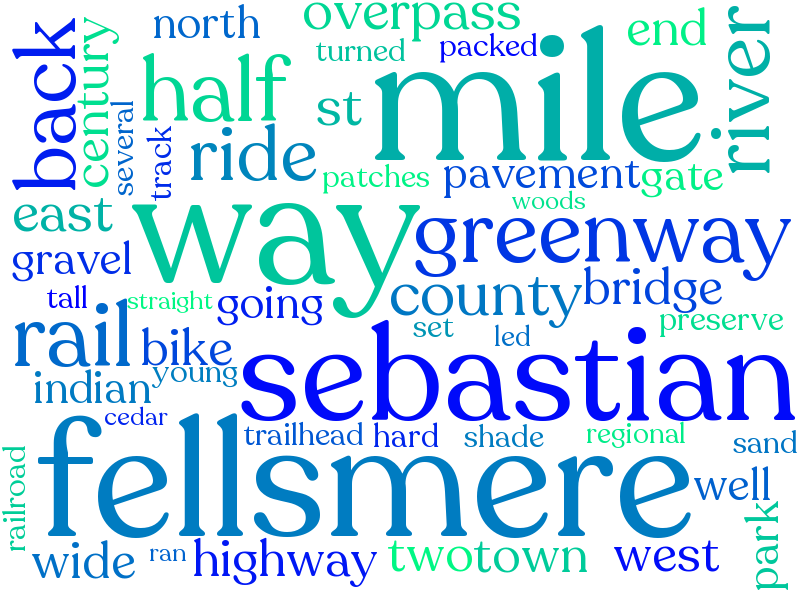 overpass
north
end
turned
packed
back
century
half
mile
river
st
several
track
ride
patches
pavement
gate
woods
east
way
greenway
gravel
county
bridge
tall
straight
going
preserve
rail
bike
set
led
sebastian
indian
young
cedar
trailhead
hard
shade
regional
sand
railroad
fellsmere
well
park
wide
ran
highway
two
town
west